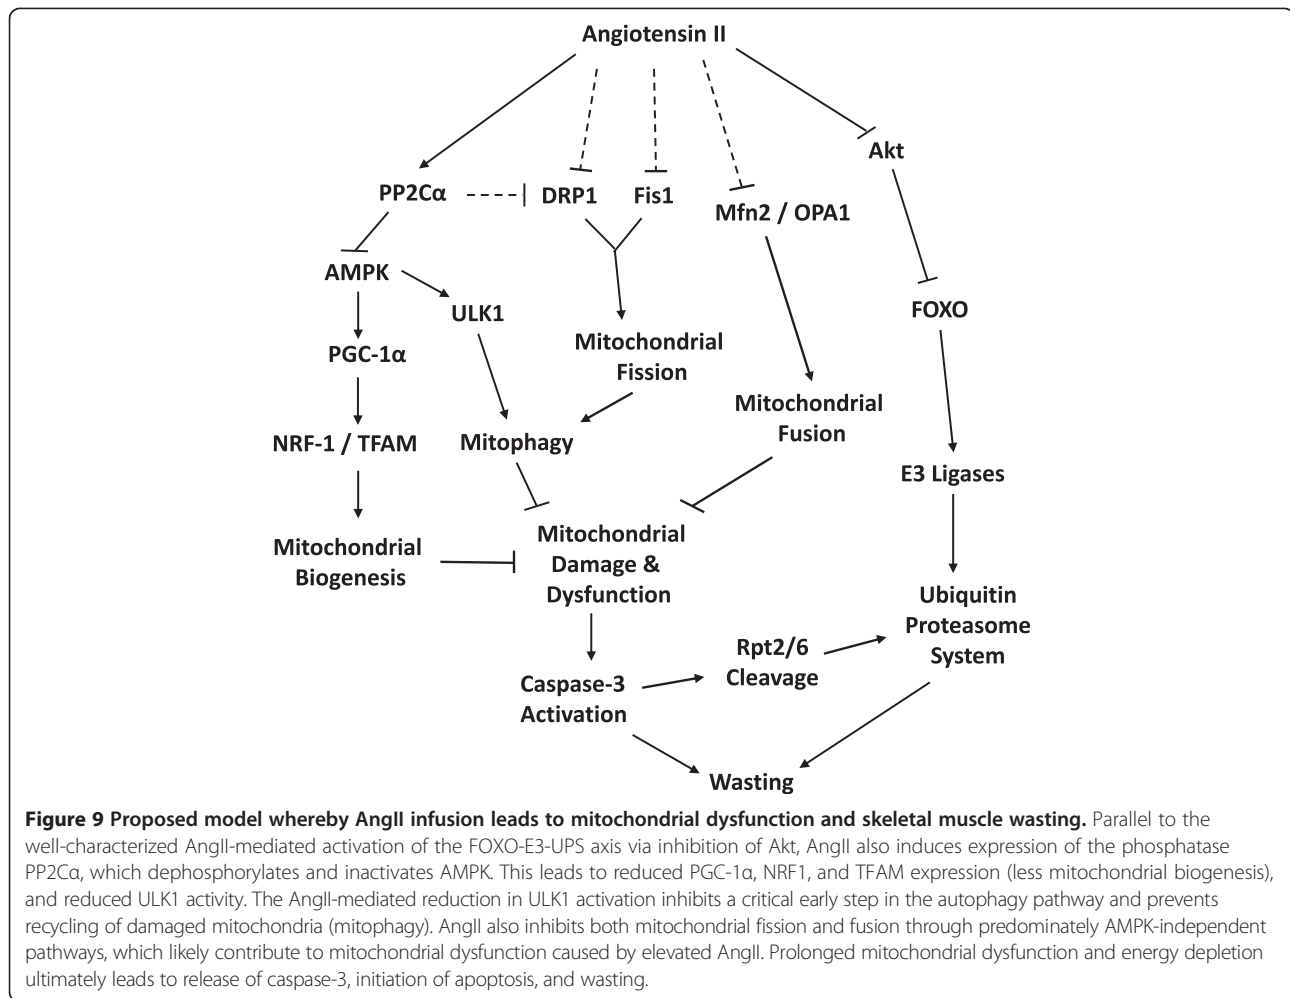 Angiotensin II
Akt
PP2Cα
DRP1
Fis1
Mfn2 / OPA1
AMPK
ULK1
FOXO
PGC-1α
Mitochondrial
Fission
Mitochondrial
Fusion
NRF-1 / TFAM
Mitophagy
E3 Ligases
Mitochondrial
Biogenesis
Mitochondrial
Damage &
Dysfunction
Ubiquitin
Proteasome
System
Rpt2/6
Cleavage
Caspase-3
Activation
Wasting
Figure 9 Proposed model whereby AngII infusion leads to mitochondrial dysfunction and skeletal muscle wasting. Parallel to the
well-characterized AngII-mediated activation of the FOXO-E3-UPS axis via inhibition of Akt, AngII also induces expression of the phosphatase
PP2Cα, which dephosphorylates and inactivates AMPK. This leads to reduced PGC-1α, NRF1, and TFAM expression (less mitochondrial biogenesis),
and reduced ULK1 activity. The AngII-mediated reduction in ULK1 activation inhibits a critical early step in the autophagy pathway and prevents
recycling of damaged mitochondria (mitophagy). AngII also inhibits both mitochondrial fission and fusion through predominately AMPK-independent
pathways, which likely contribute to mitochondrial dysfunction caused by elevated AngII. Prolonged mitochondrial dysfunction and energy depletion
ultimately leads to release of caspase-3, initiation of apoptosis, and wasting.